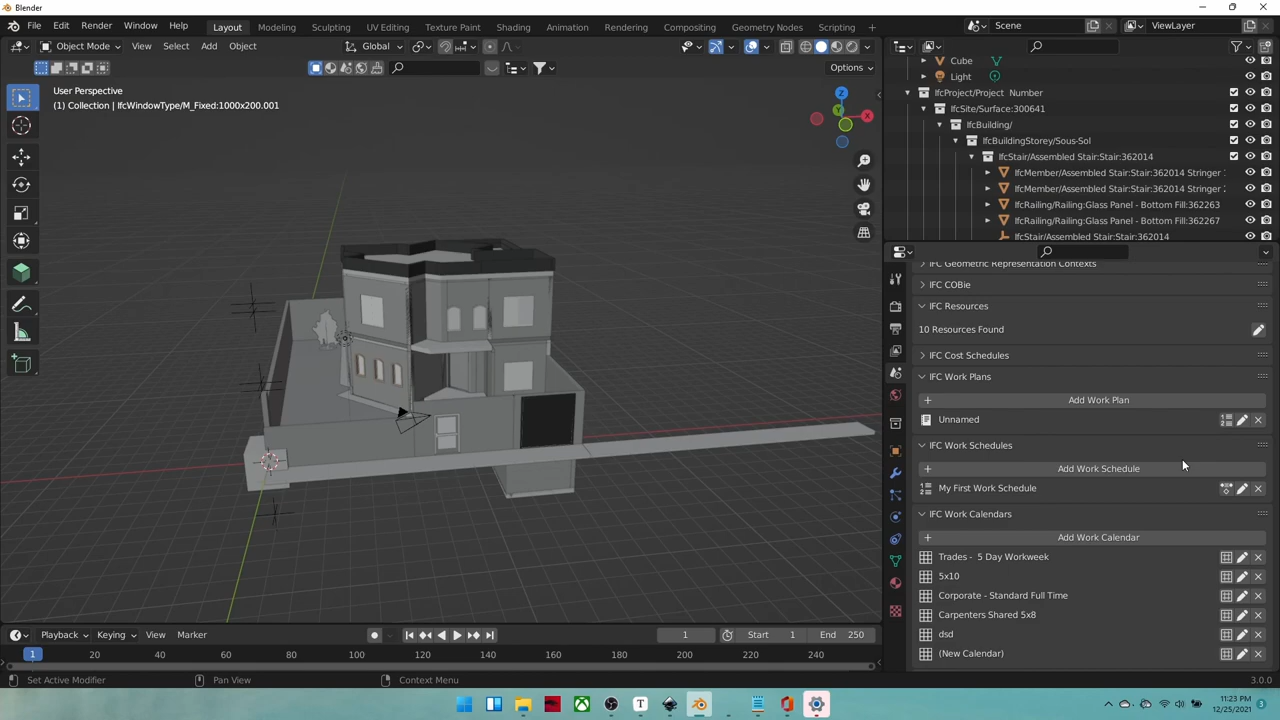 Blender
File Edit Render Window Help Layout Modeling Sculpting UV Editing Texture Paint Shading Animation Rendering Compositing Geometry Nodes Scripting + Scene ViewLayer
Object Mode View Select Add Object Global
Options
User Perspective
(1) Collection | IfcWindowType/M_Fixed:1000x200.001
Z
Y
X
Cube
Light
IfcProject/Project Number
IfcSite/Surface:300641
IfcBuilding/
IfcBuildingStorey/Sous-Sol
IfcStair/Assembled Stair:Stair:362014
IfcMember/Assembled Stair:Stair:362014 Stringer
IfcMember/Assembled Stair:Stair:362014 Stringer
IfcRailing/Railing:Glass Panel - Bottom Fill:362263
IfcRailing/Railing:Glass Panel - Bottom Fill:362267
IfcStair/Assembled Stair:Stair:362014
IFC Geometric Representation Contexts
IFC COBie
IFC Resources
10 Resources Found
IFC Cost Schedules
IFC Work Plans
Add Work Plan
Unnamed
IFC Work Schedules
Add Work Schedule
My First Work Schedule
IFC Work Calendars
Add Work Calendar
Trades - 5 Day Workweek
5x10
Corporate - Standard Full Time
Carpenters Shared 5x8
dsd
(New Calendar)
Playback Keying View Marker 1 Start 1 End 250
1 20 40 60 80 100 120 140 160 180 200 220 240
Set Active Modifier Pan View Context Menu 3.0.0
11:23 PM
12/25/2021